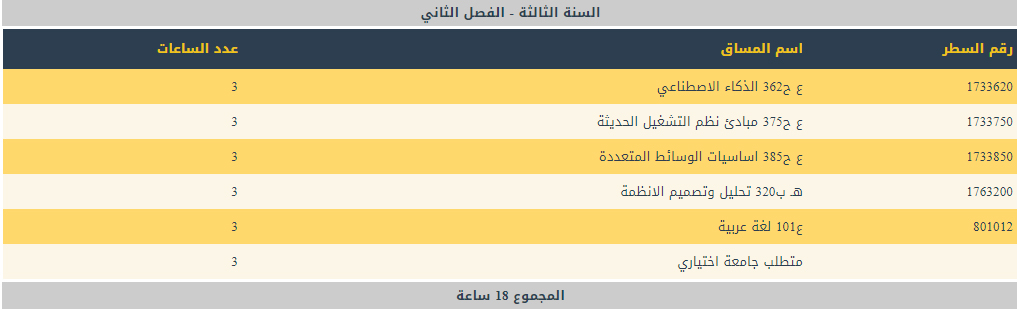 السنة الثالثة - الفصل الثاني
رقم السطر اسم المساق عدد الساعات
1733620 ع ح362 الذكاء الاصطناعي 3
1733750 ع ح375 مبادئ نظم التشغيل الحديثة 3
1733850 ع ح385 اساسيات الوسائط المتعددة 3
1763200 هـ ب320 تحليل وتصميم الانظمة 3
801012 ع101 لغة عربية 3
متطلب جامعة اختياري 3
المجموع 18 ساعة